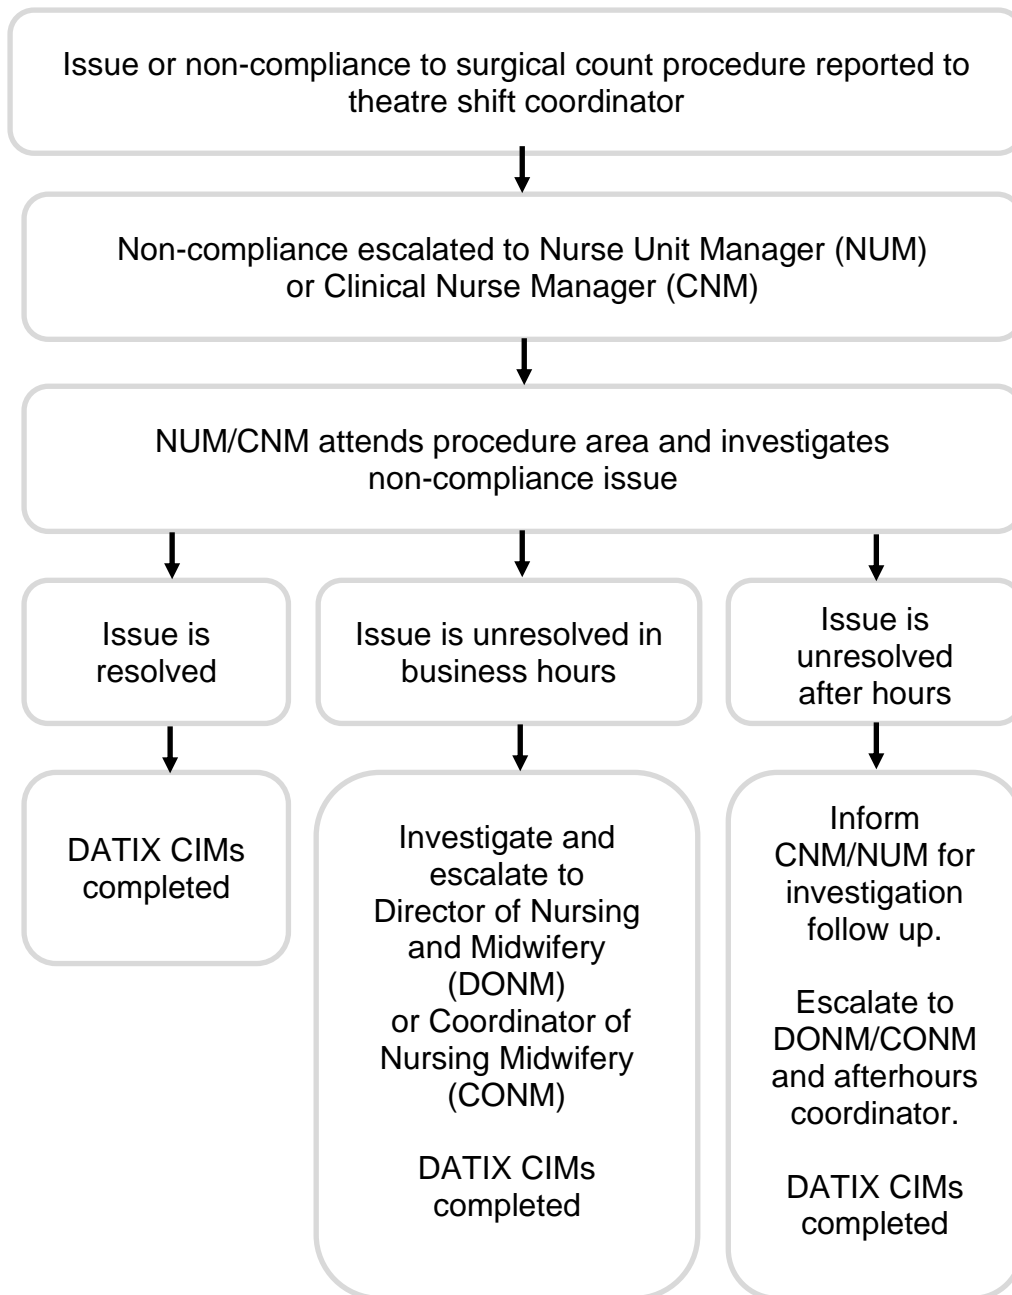 Issue or non-compliance to surgical count procedure reported to
theatre shift coordinator
Non-compliance escalated to Nurse Unit Manager (NUM)
or Clinical Nurse Manager (CNM)
NUM/CNM attends procedure area and investigates
non-compliance issue
Issue is
resolved
Issue is unresolved in
business hours
Issue is
unresolved
after hours
DATIX CIMs
completed
Investigate and
escalate to
Director of Nursing
and Midwifery
(DONM)
or Coordinator of
Nursing Midwifery
(CONM)
DATIX CIMs
completed
Inform
CNM/NUM for
investigation
follow up.
Escalate to
DONM/CONM
and afterhours
coordinator.
DATIX CIMs
completed